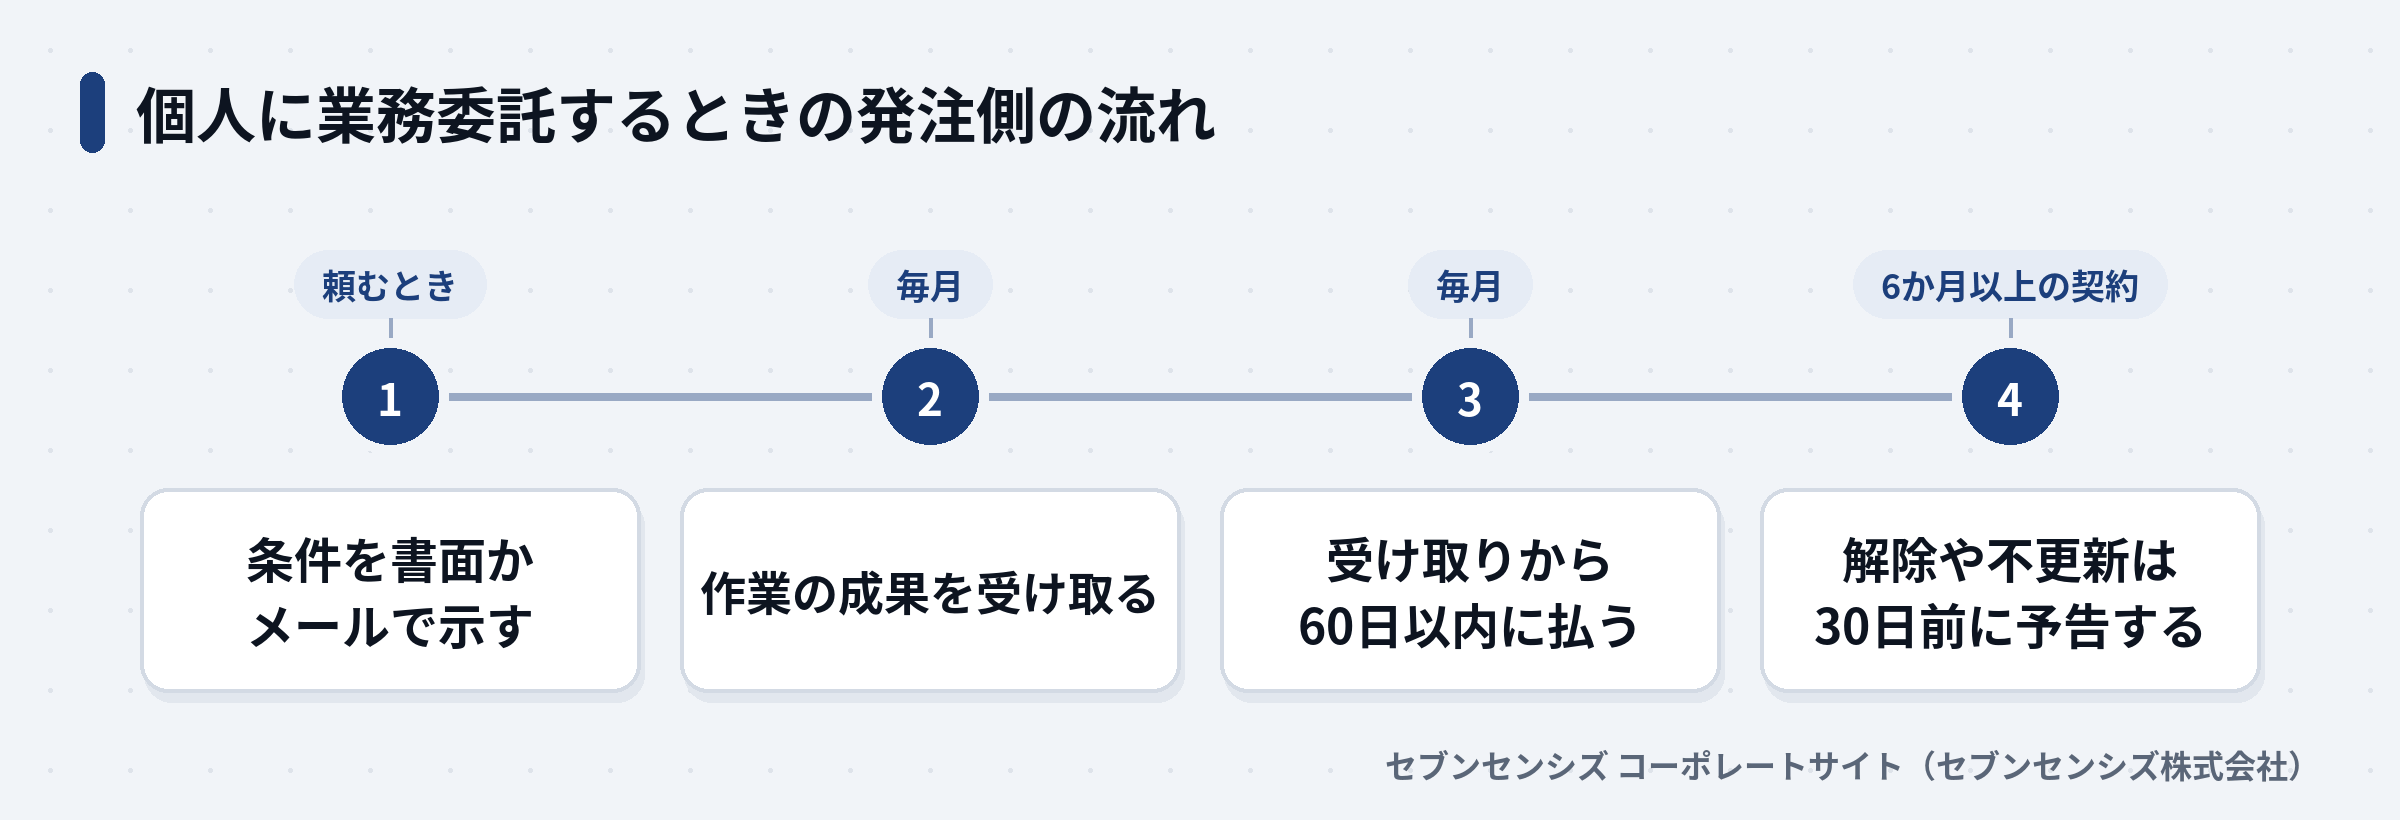 個人に業務委託するときの発注側の流れ
頼むとき
毎月
毎月
6か月以上の契約
1
2
3
4
条件を書面か
メールで示す
作業の成果を受け取る
受け取りから
60日以内に払う
解除や不更新は
30日前に予告する
セブンセンシズ コーポレートサイト（セブンセンシズ株式会社）